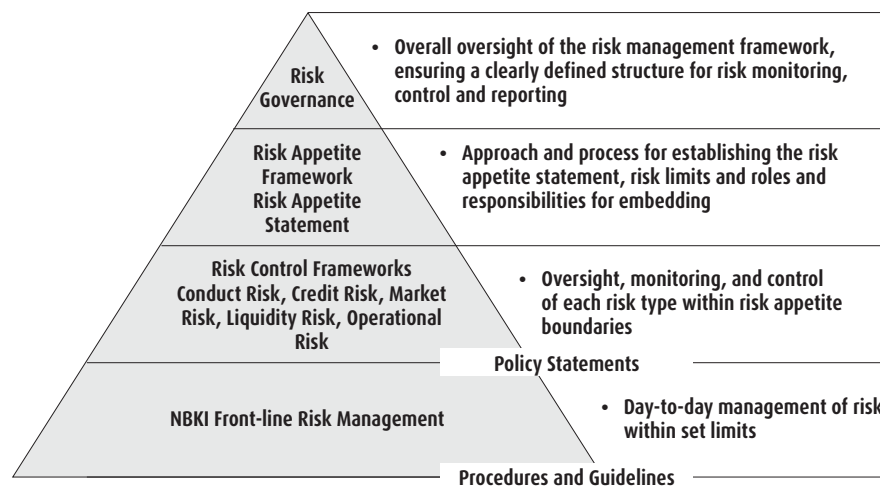 Risk
Governance
• Overall oversight of the risk management framework,
ensuring a clearly defined structure for risk monitoring,
control and reporting
Risk Appetite
Framework
Risk Appetite
Statement
• Approach and process for establishing the risk
appetite statement, risk limits and roles and
responsibilities for embedding
Risk Control Frameworks
Conduct Risk, Credit Risk, Market
Risk, Liquidity Risk, Operational
Risk
• Oversight, monitoring, and control
of each risk type within risk appetite
boundaries
Policy Statements
NBKI Front-line Risk Management
• Day-to-day management of risk
within set limits
Procedures and Guidelines